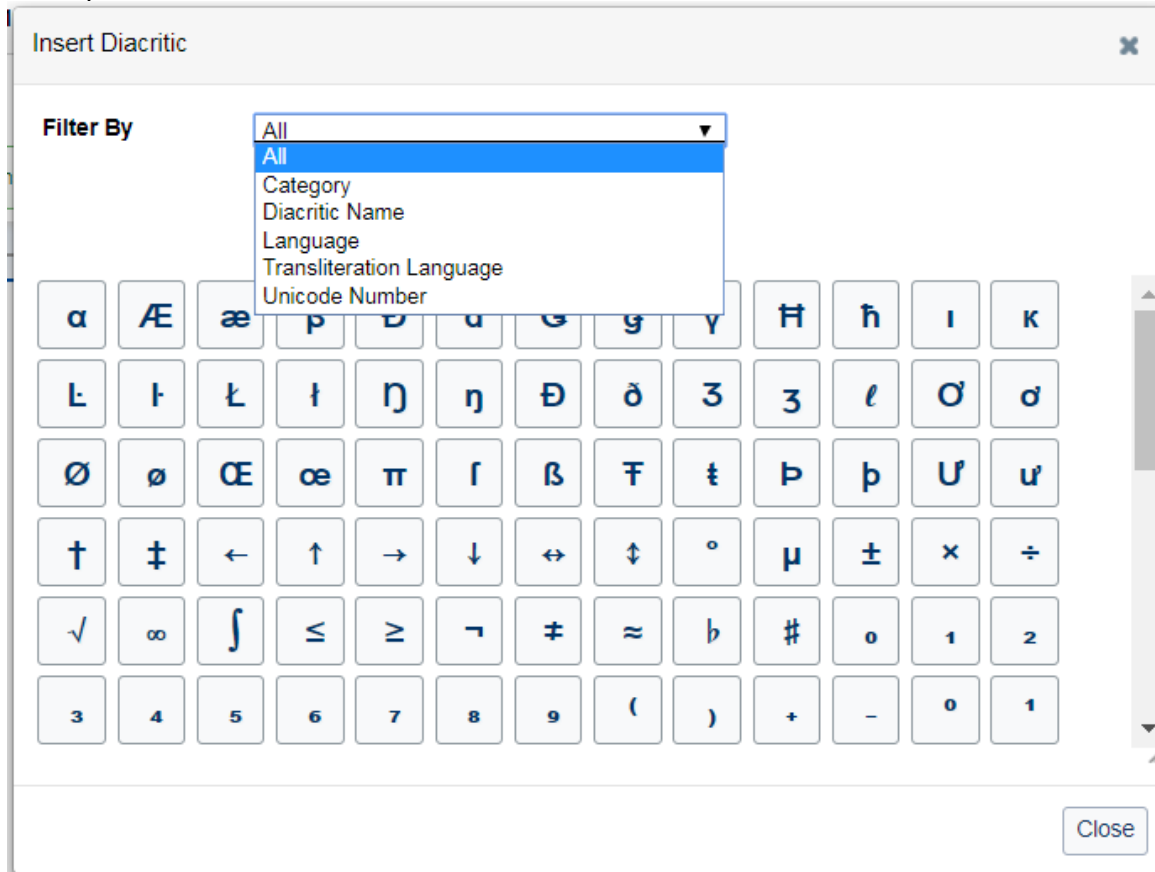 Insert Diacritic ✖
Filter By All ▼
All
Category
Diacritic Name
Language
Transliteration Language
Unicode Number
α Æ æ β Đ đ Ǥ ǥ γ Ħ ħ ı ĸ
Ŀ ŀ Ł ł Ŋ ŋ Ð ð Ʒ ʒ ℓ Ơ ơ
Ø ø Œ œ π ſ ß Ŧ ŧ Þ þ Ư ư
† ‡ ← ↑ → ↓ ↔ ↕ ° µ ± × ÷
√ ∞ ∫ ≤ ≥ ¬ ‡ ≈ ♭ ♯ ₀ ₁ ₂
₃ ₄ ₅ ₆ ₇ ₈ ₉ ₍ ₎ ₊ ₋ ⁰ ¹
Close